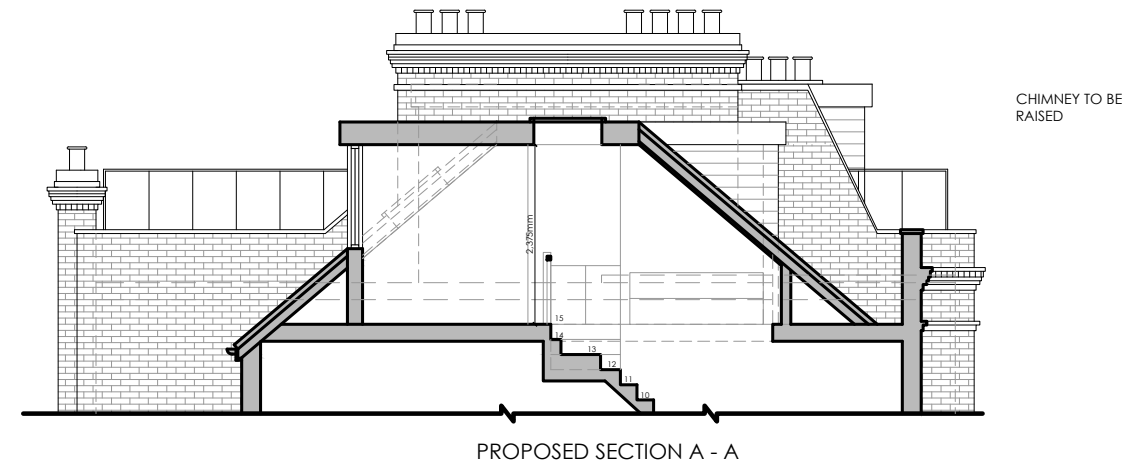 CHIMNEY TO BE
RAISED
2,375mm
15
14
13
12
11
10
PROPOSED SECTION A - A